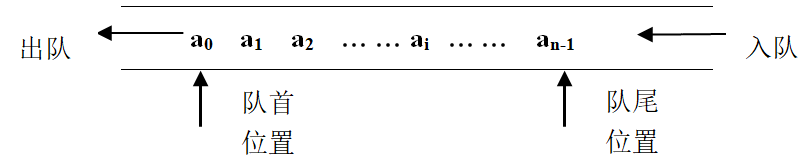 出队 a0 a1 a2 …… ai …… an-1 入队
队首
位置
队尾
位置